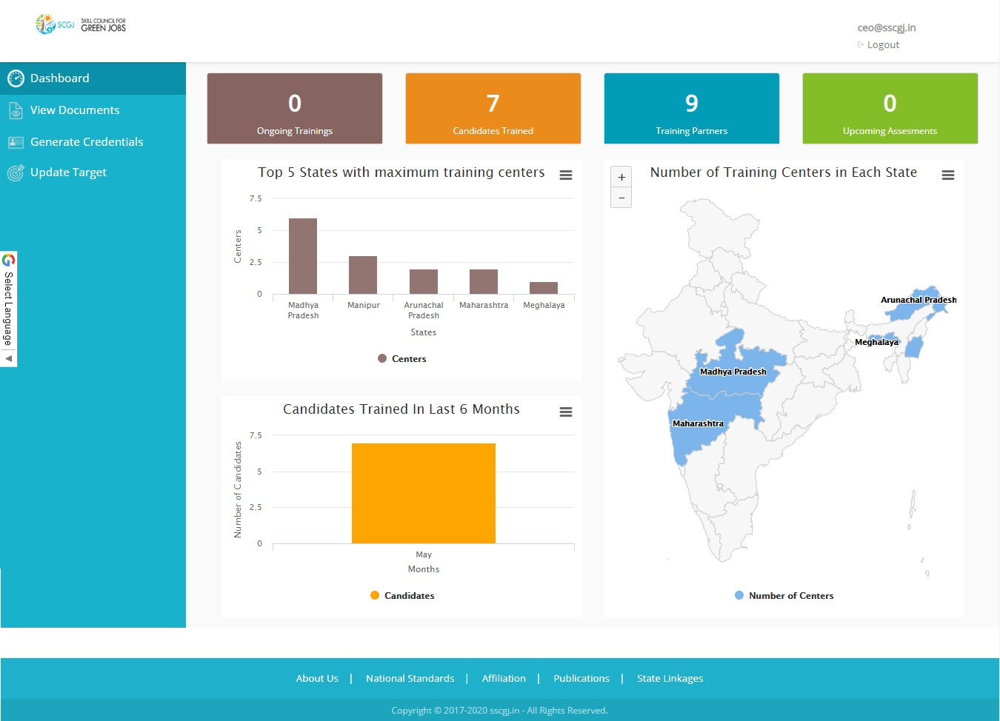 SCGJ
SKILL COUNCIL FOR
GREEN JOBS
ceo@sscgj.in
Logout
Dashboard
View Documents
Generate Credentials
Update Target
Select Language
0
Ongoing Trainings
7
Candidates Trained
9
Training Partners
0
Upcoming Assesments
Top 5 States with maximum training centers
7.5
5
2.5
0
Centers
Madhya
Pradesh
Manipur
Arunachal
Pradesh
Maharashtra
Meghalaya
States
Centers
Candidates Trained In Last 6 Months
7.5
5
2.5
0
Number of Candidates
May
Months
Candidates
+
−
Number of Training Centers in Each State
Arunachal Pradesh
Meghalaya
Madhya Pradesh
Maharashtra
Number of Centers
About Us | National Standards | Affiliation | Publications | State Linkages
Copyright © 2017-2020 sscgj.in - All Rights Reserved.